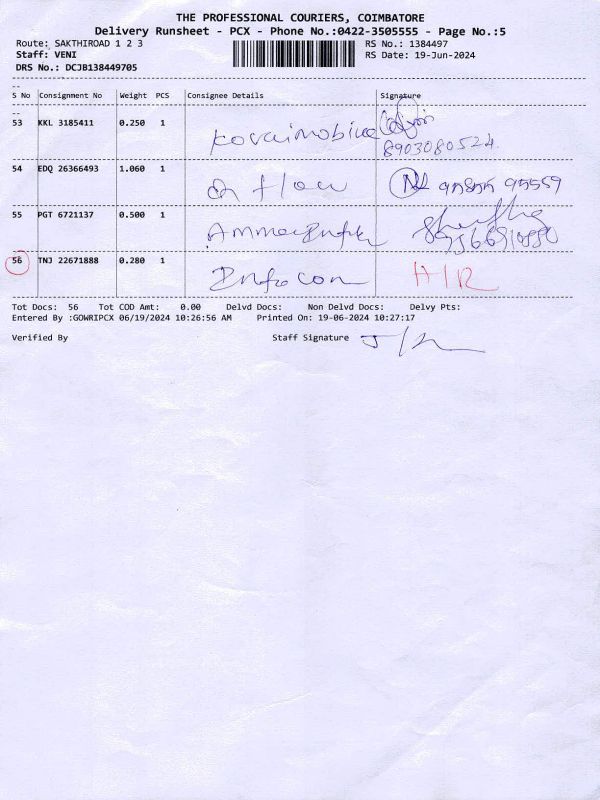 THE PROFESSIONAL COURIERS, COIMBATORE
Delivery Runsheet - PCX - Phone No.:0422-3505555 - Page No.:5
Route: SAKTHIROAD 1 2 3 RS No.: 1384497
Staff: VENI RS Date: 19-Jun-2024
DRS No.: DCJB138449705
S No Consignment No Weight PCS Consignee Details Signature
53 KKL 3185411 0.250 1 Kovaimobile
8903080524.
54 EDQ 26366493 1.060 1 flow
55 PGT 6721137 0.500 1
56 TNJ 22671888 0.280 1 Infocon H/R
Tot Docs: 56 Tot COD Amt: 0.00 Delvd Docs: Non Delvd Docs: Delvy Pts:
Entered By :GOWRIPCX 06/19/2024 10:26:56 AM Printed On: 19-06-2024 10:27:17
Verified By Staff Signature